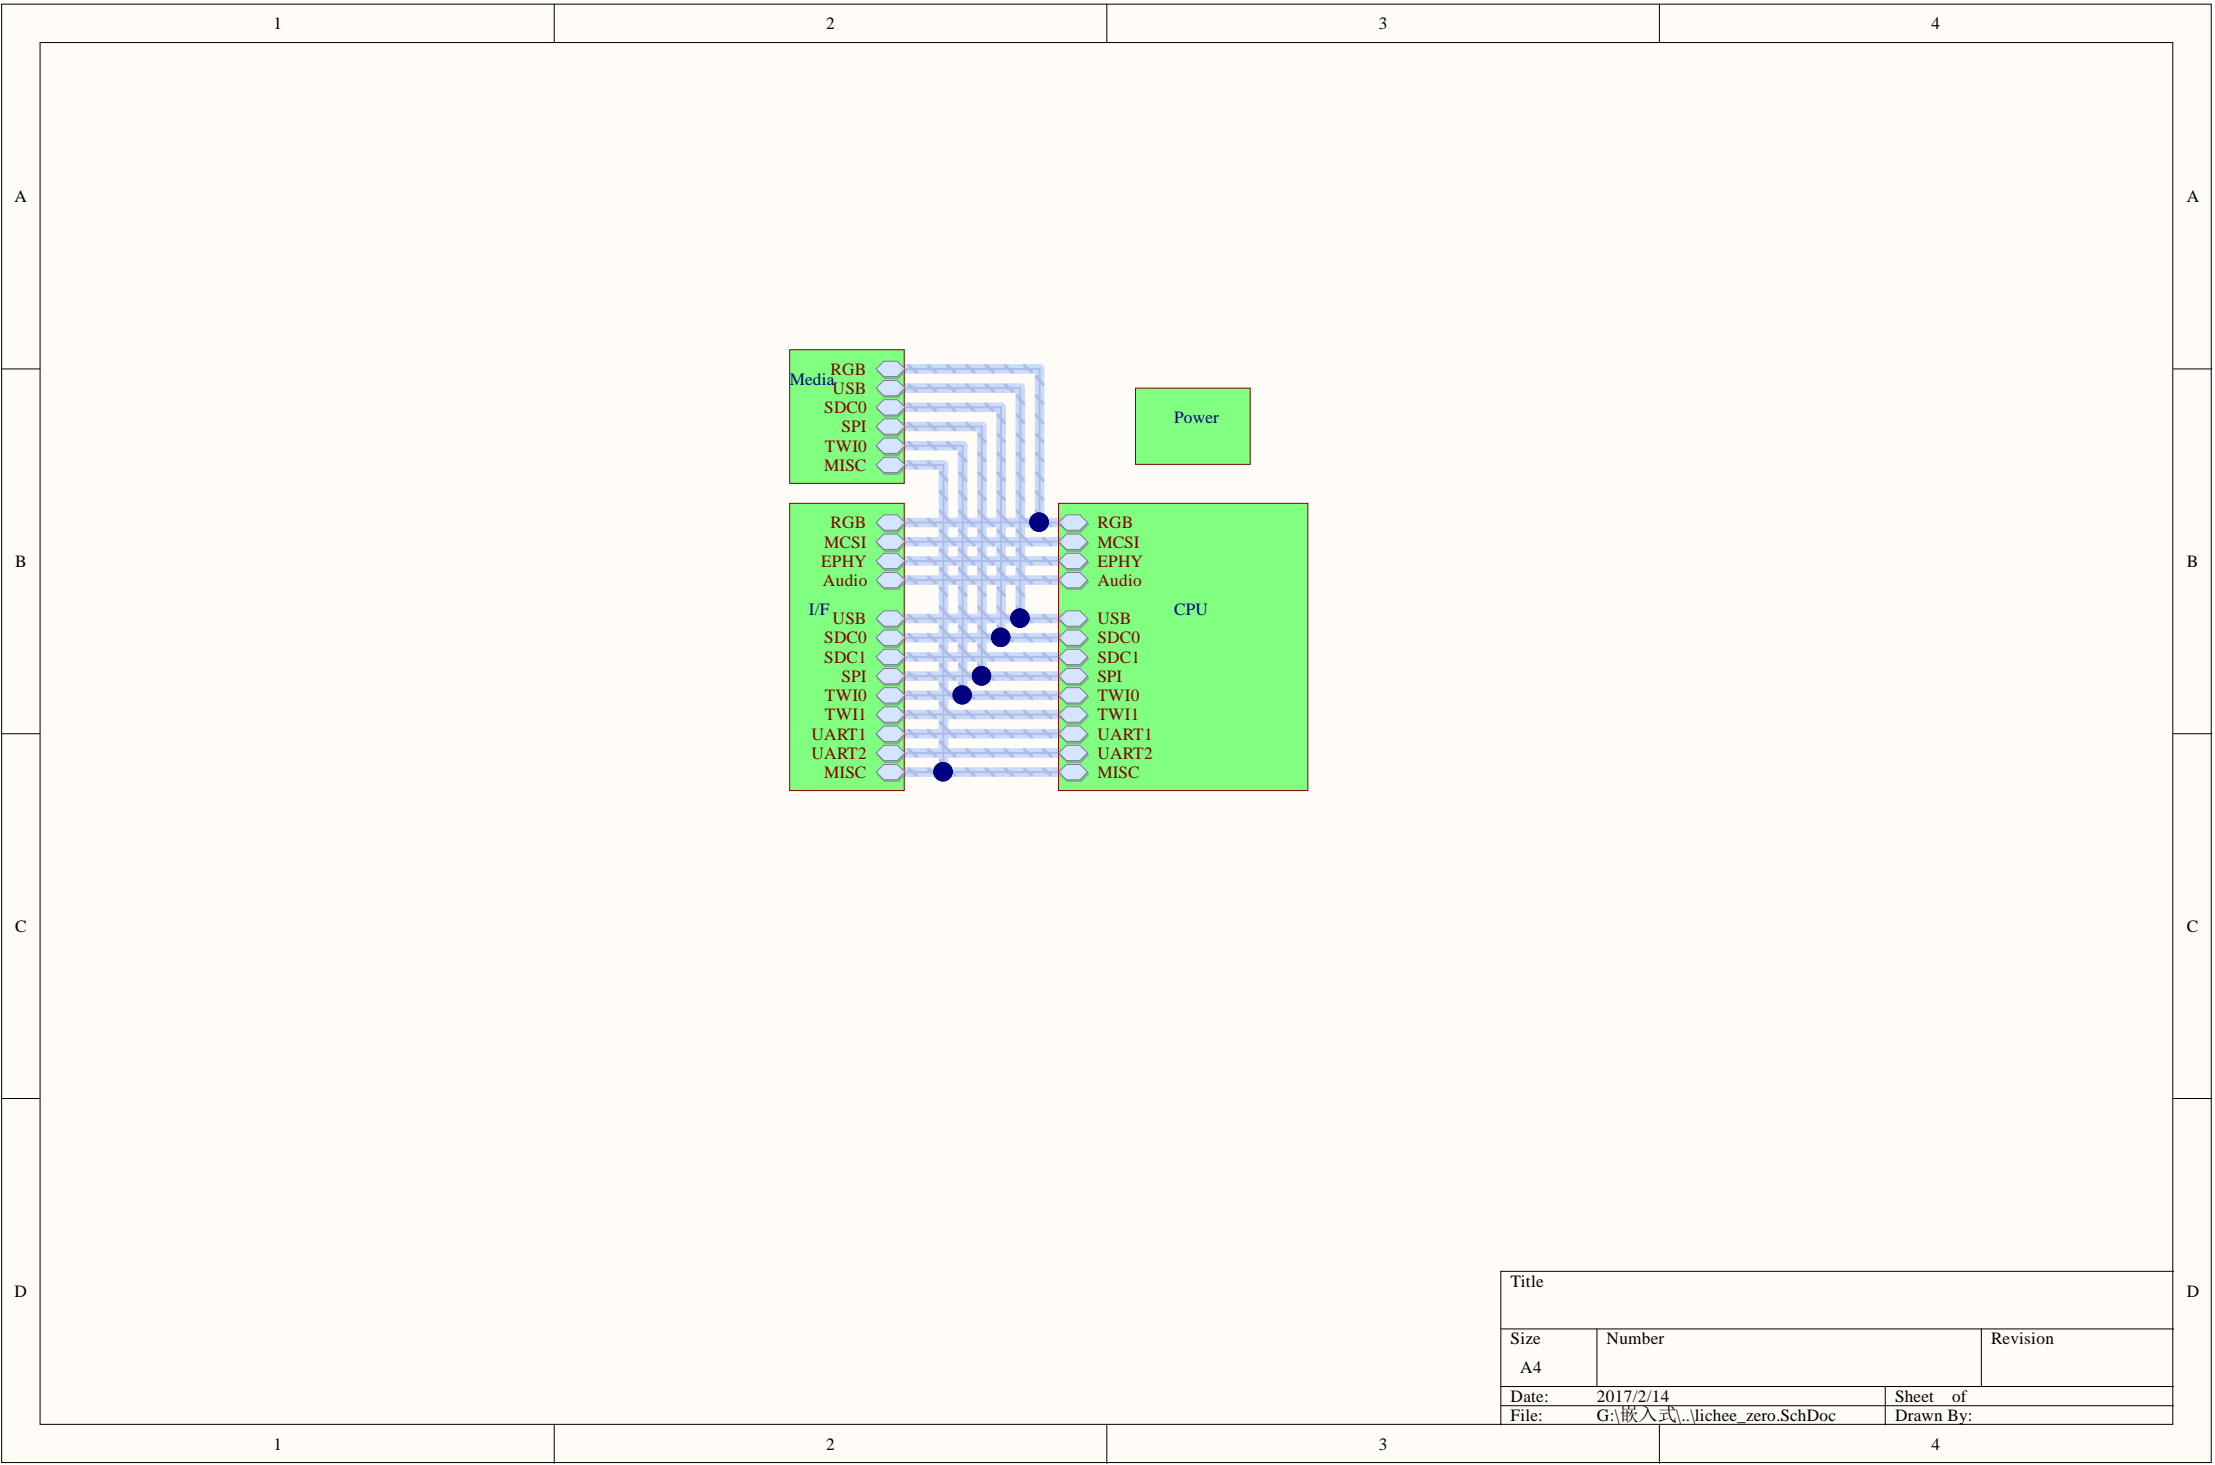 1 2 3 4
A A
RGB
Media
USB
SDC0
SPI
TWI0
MISC
Power
RGB RGB
MCSI MCSI
B EPHY EPHY B
Audio Audio
I/F CPU
USB USB
SDC0 SDC0
SDC1 SDC1
SPI SPI
TWI0 TWI0
TWI1 TWI1
UART1 UART1
UART2 UART2
MISC MISC
C C
D D
Title
Size Number Revision
A4
Date: 2017/2/14 Sheet of
File: G:\嵌入式\..\lichee_zero.SchDoc Drawn By:
1 2 3 4